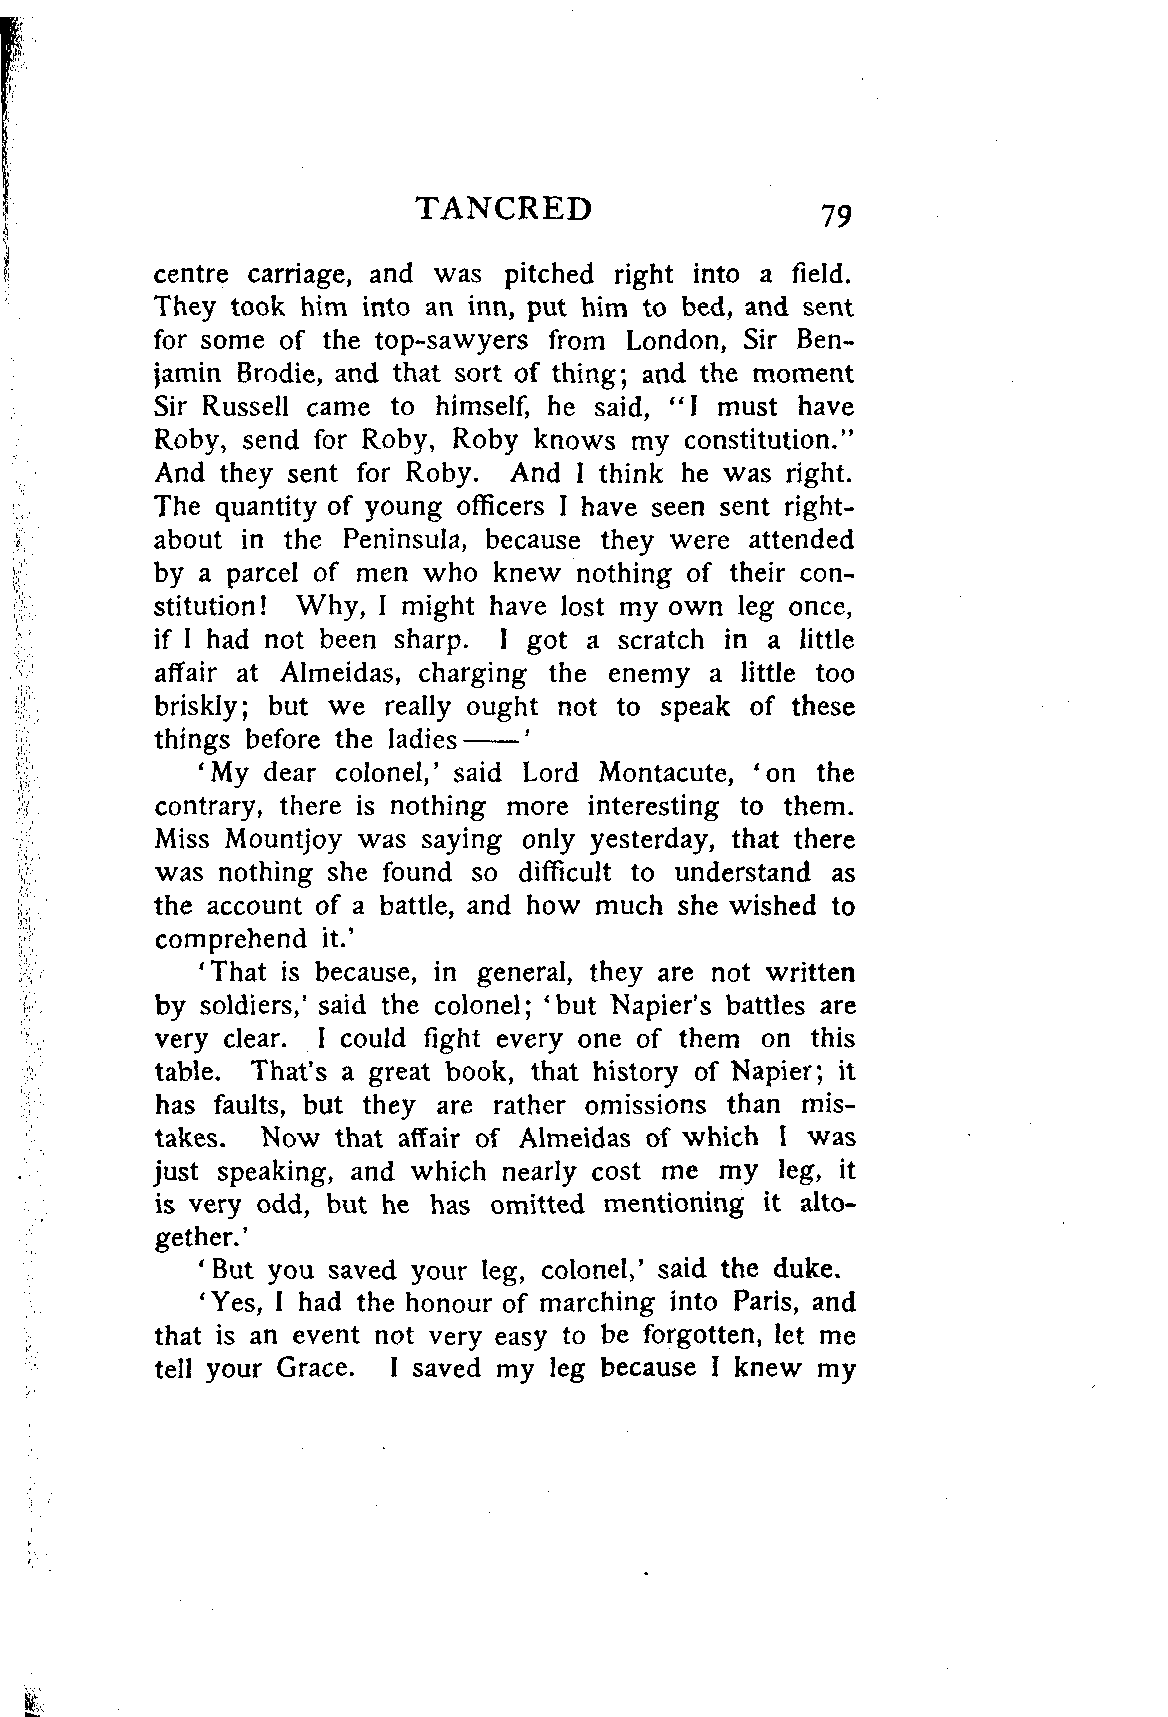 TANCRED 79
centre carriage, and was pitched right into a field.
They took him into an inn, put him to bed, and sent
for some of the top-sawyers from London, Sir Ben-
jamin Brodie, and that sort of thing; and the moment
Sir Russell came to himself, he said, “I must have
Roby, send for Roby, Roby knows my constitution.”
And they sent for Roby. And I think he was right.
The quantity of young officers I have seen sent right-
about in the Peninsula, because they were attended
by a parcel of men who knew nothing of their con-
stitution! Why, I might have lost my own leg once,
if I had not been sharp. I got a scratch in a little
affair at Almeidas, charging the enemy a little too
briskly; but we really ought not to speak of these
things before the ladies——’
‘My dear colonel,’ said Lord Montacute, ‘on the
contrary, there is nothing more interesting to them.
Miss Mountjoy was saying only yesterday, that there
was nothing she found so difficult to understand as
the account of a battle, and how much she wished to
comprehend it.’
‘That is because, in general, they are not written
by soldiers,’ said the colonel; ‘but Napier’s battles are
very clear. I could fight every one of them on this
table. That’s a great book, that history of Napier; it
has faults, but they are rather omissions than mis-
takes. Now that affair of Almeidas of which I was
just speaking, and which nearly cost me my leg, it
is very odd, but he has omitted mentioning it alto-
gether.’
‘But you saved your leg, colonel,’ said the duke.
‘Yes, I had the honour of marching into Paris, and
that is an event not very easy to be forgotten, let me
tell your Grace. I saved my leg because I knew my